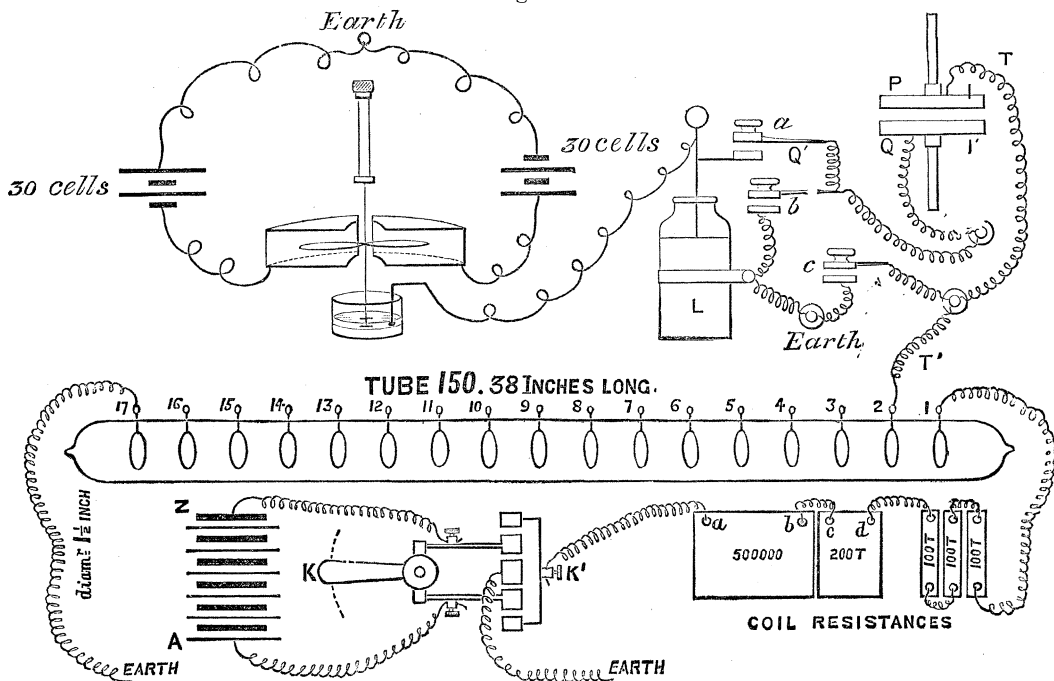 Earth
30 cells
30 cells
P
I
T
Q
I'
a
Q'
b
c
L
Earth
T'
TUBE 150.38 INCHES LONG.
17 16 15 14 13 12 11 10 9 8 7 6 5 4 3 2 1
diamr 1½ INCH
Z
K
A
K'
a b
500000
c d
200T
100T
100T
100T
COIL RESISTANCES
EARTH
EARTH